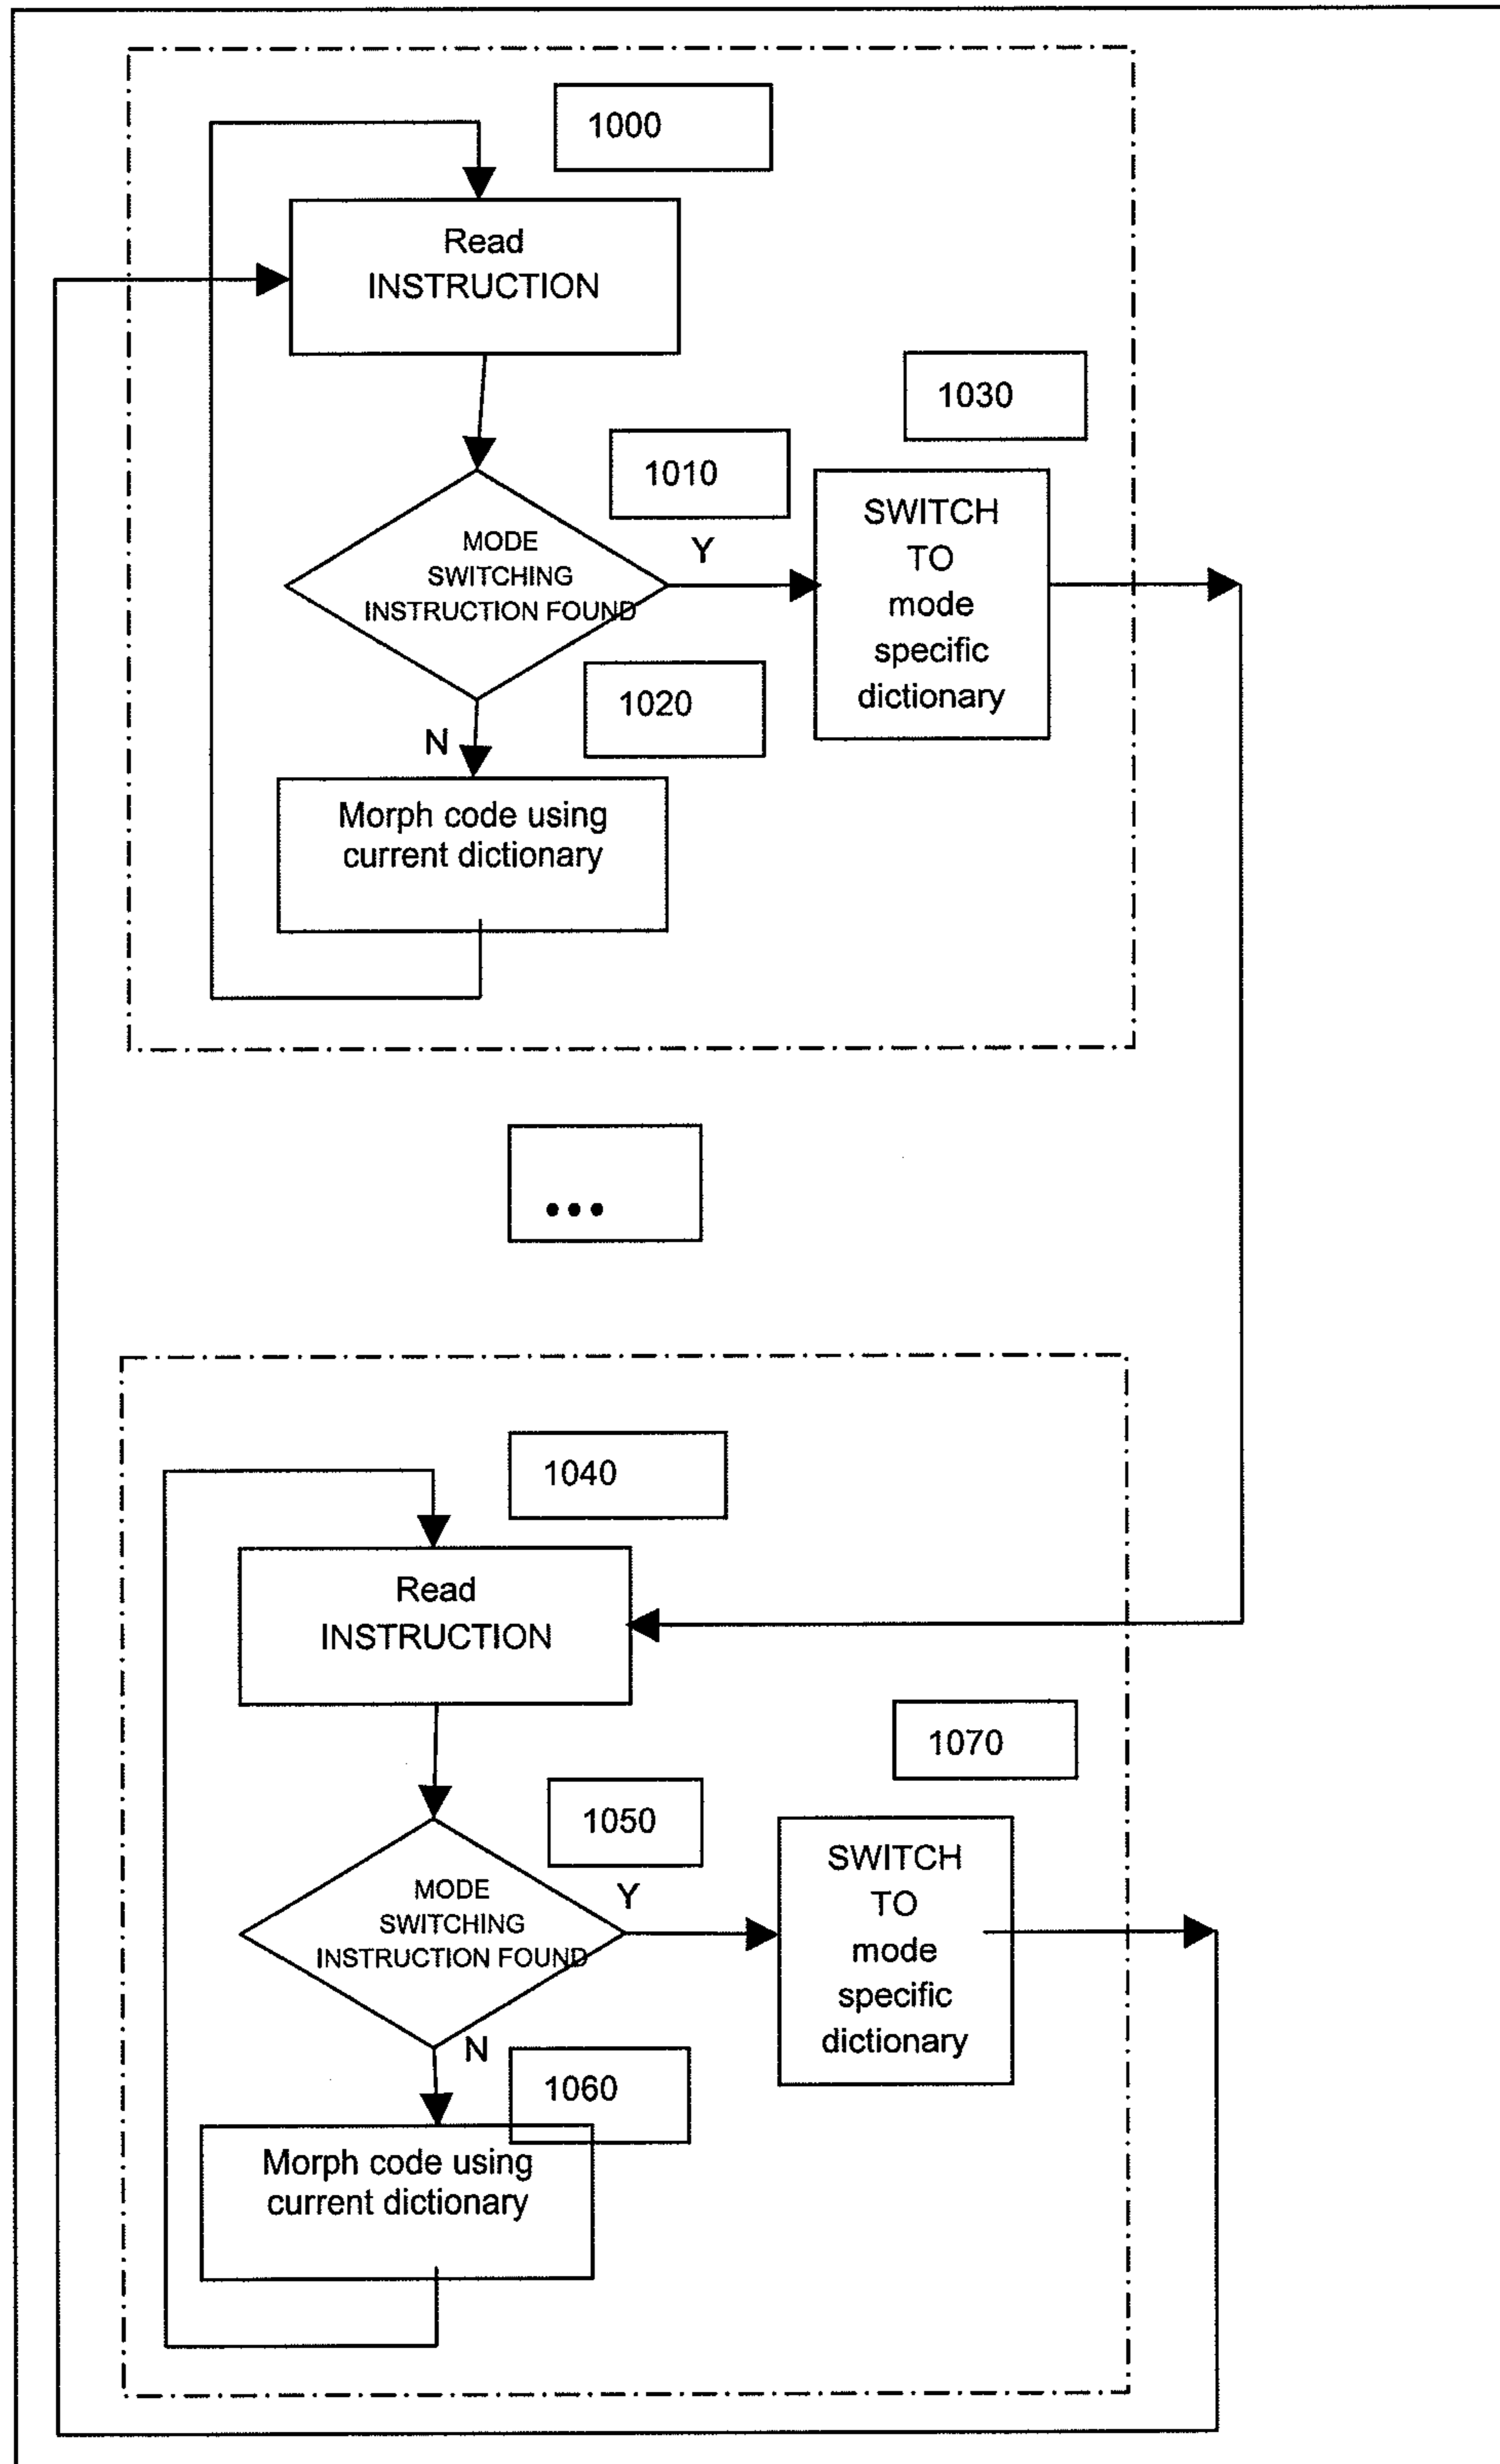 1000
Read
INSTRUCTION
1030
1010
MODE
SWITCHING
INSTRUCTION FOUND
Y
SWITCH
TO
mode
specific
dictionary
1020
N
Morph code using
current dictionary
...
1040
Read
INSTRUCTION
1070
1050
MODE
SWITCHING
INSTRUCTION FOUND
Y
SWITCH
TO
mode
specific
dictionary
N
1060
Morph code using
current dictionary